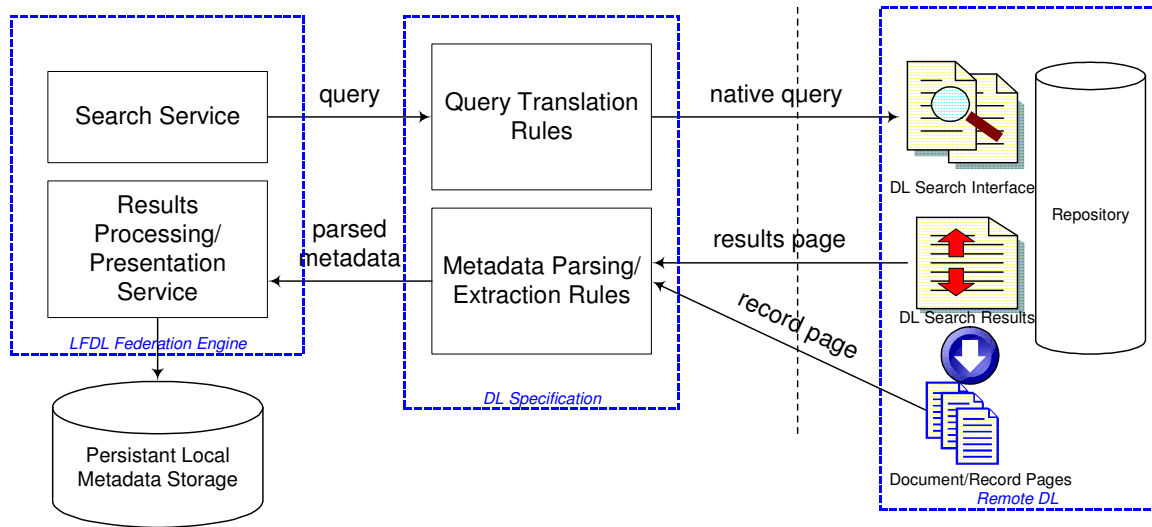 Search Service
query
Query Translation
Rules
native query
DL Search Interface
Repository
Results
Processing/
Presentation
Service
parsed
metadata
Metadata Parsing/
Extraction Rules
results page
record page
DL Search Results
LFDL Federation Engine
DL Specification
Persistant Local
Metadata Storage
Document/Record Pages
Remote DL